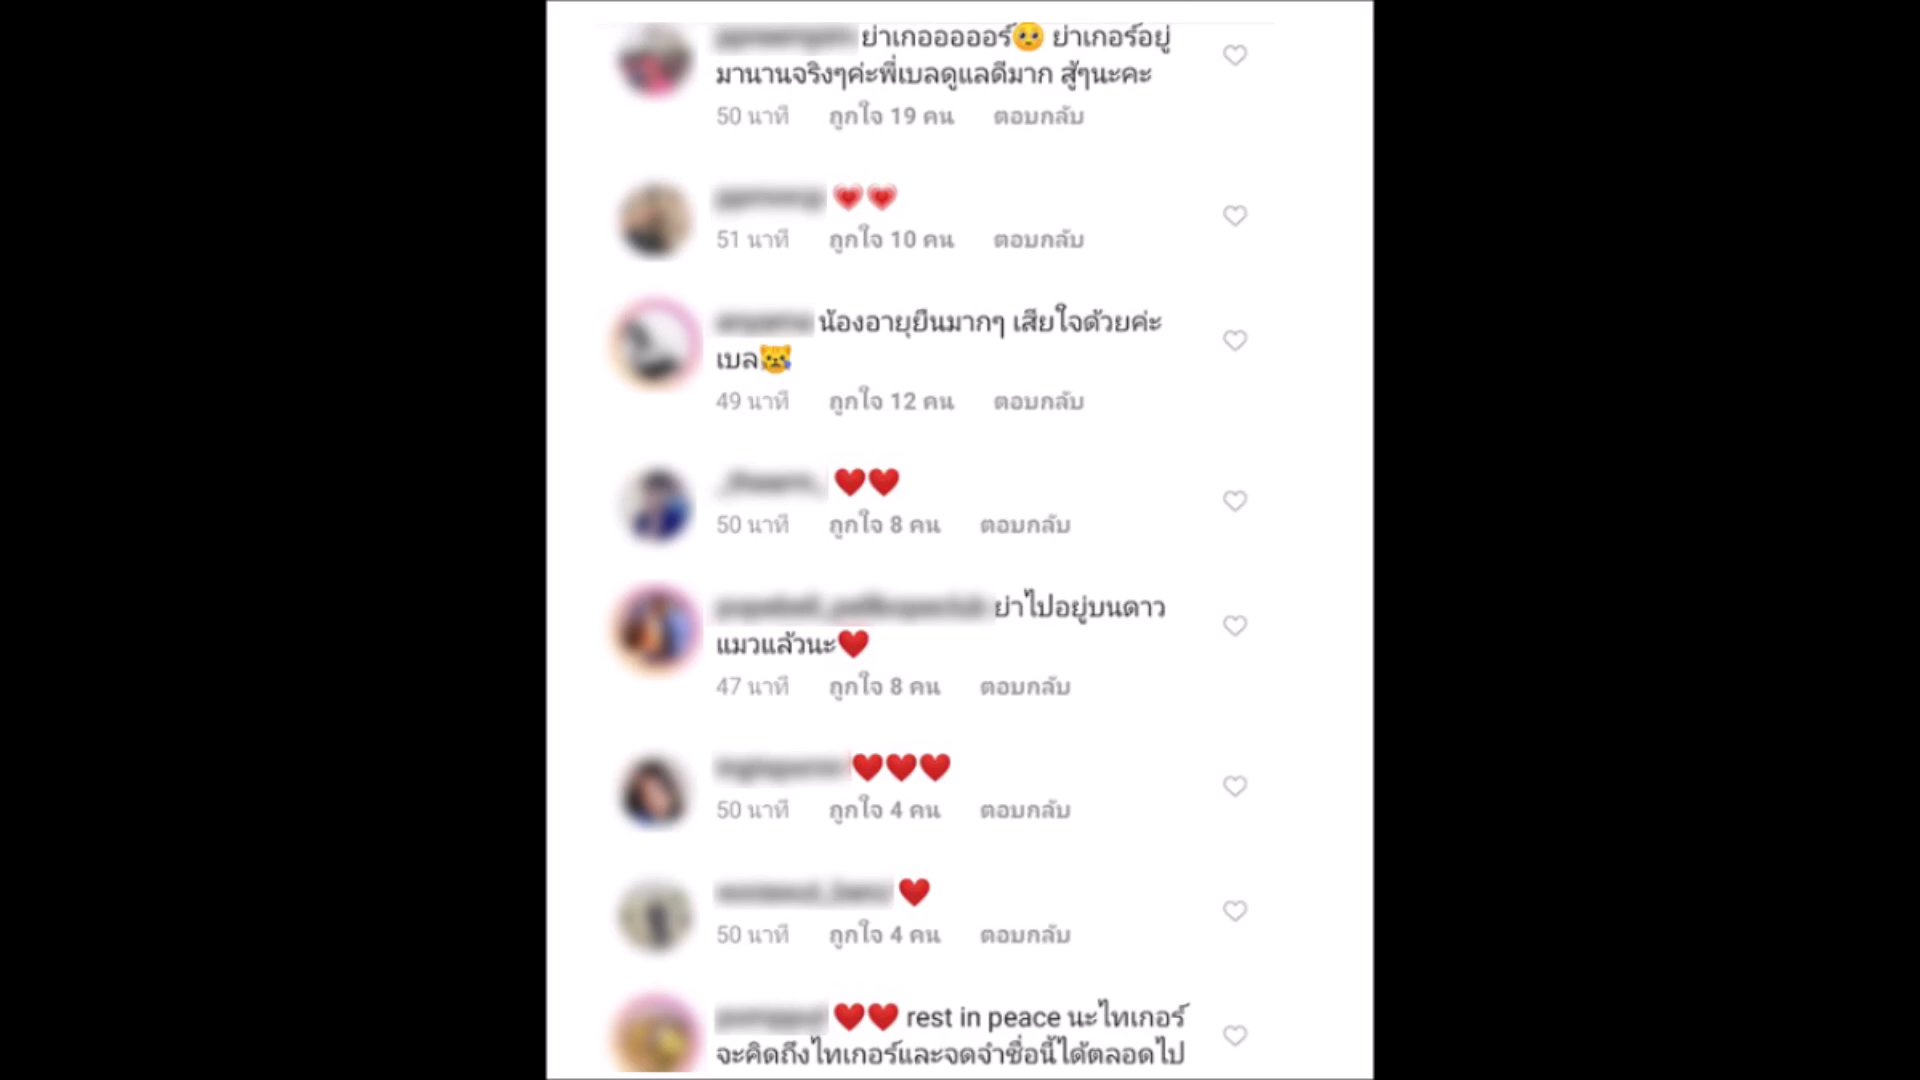 ย่าเกอออออร์🥺 ย่าเกอร์อยู่
มานานจริงๆค่ะพี่เบลดูแลดีมาก สู้ๆนะคะ
50 นาที ถูกใจ 19 คน ตอบกลับ
💗💗
51 นาที ถูกใจ 10 คน ตอบกลับ
น้องอายุยืนมากๆ เสียใจด้วยค่ะ
เบล😿
49 นาที ถูกใจ 12 คน ตอบกลับ
❤️❤️
50 นาที ถูกใจ 8 คน ตอบกลับ
ย่าไปอยู่บนดาว
แมวแล้วนะ❤️
47 นาที ถูกใจ 8 คน ตอบกลับ
❤️❤️❤️
50 นาที ถูกใจ 4 คน ตอบกลับ
❤️
50 นาที ถูกใจ 4 คน ตอบกลับ
❤️❤️ rest in peace นะไทเกอร์
จะคิดถึงไทเกอร์และจดจำชื่อนี้ได้ตลอดไป